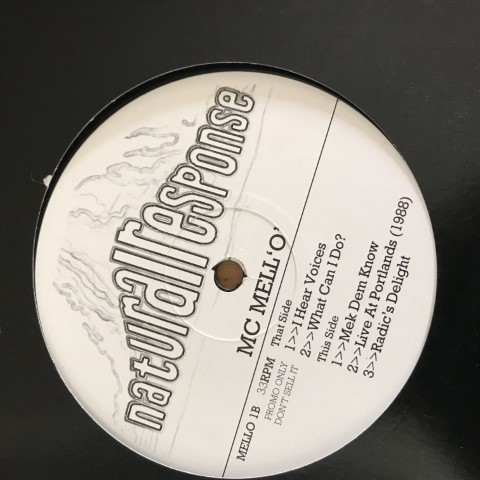 naturalresponse
MC MELL 'O'
MELLO 1B 33RPM
PROMO ONLY
DON'T SELL IT
That Side
1>>I Hear Voices
2>>What Can I Do?
This Side
1>>Mek Dem Know
2>>Live At Portlands (1988)
3>>Radic's Delight